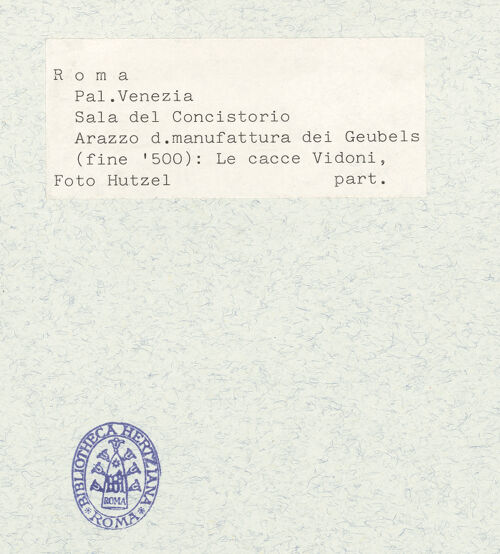 R o m a
Pal.Venezia
Sala del Concistorio
Arazzo d.manufattura dei Geubels
(fine '500): Le cacce Vidoni,
Foto Hutzel part.
BIBLIOTHECA HERTZIANA
ROMA
* ROMA *